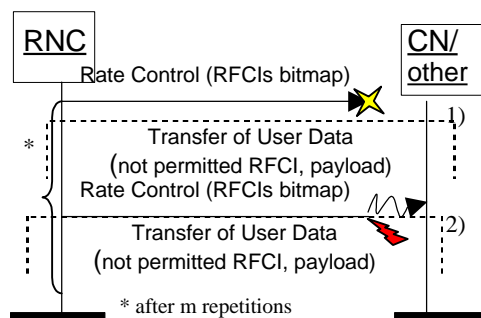 RNC
CN/
other
Rate Control (RFCIs bitmap)
1)
*
Transfer of User Data
(not permitted RFCI, payload)
Rate Control (RFCIs bitmap)
2)
Transfer of User Data
(not permitted RFCI, payload)
* after m repetitions